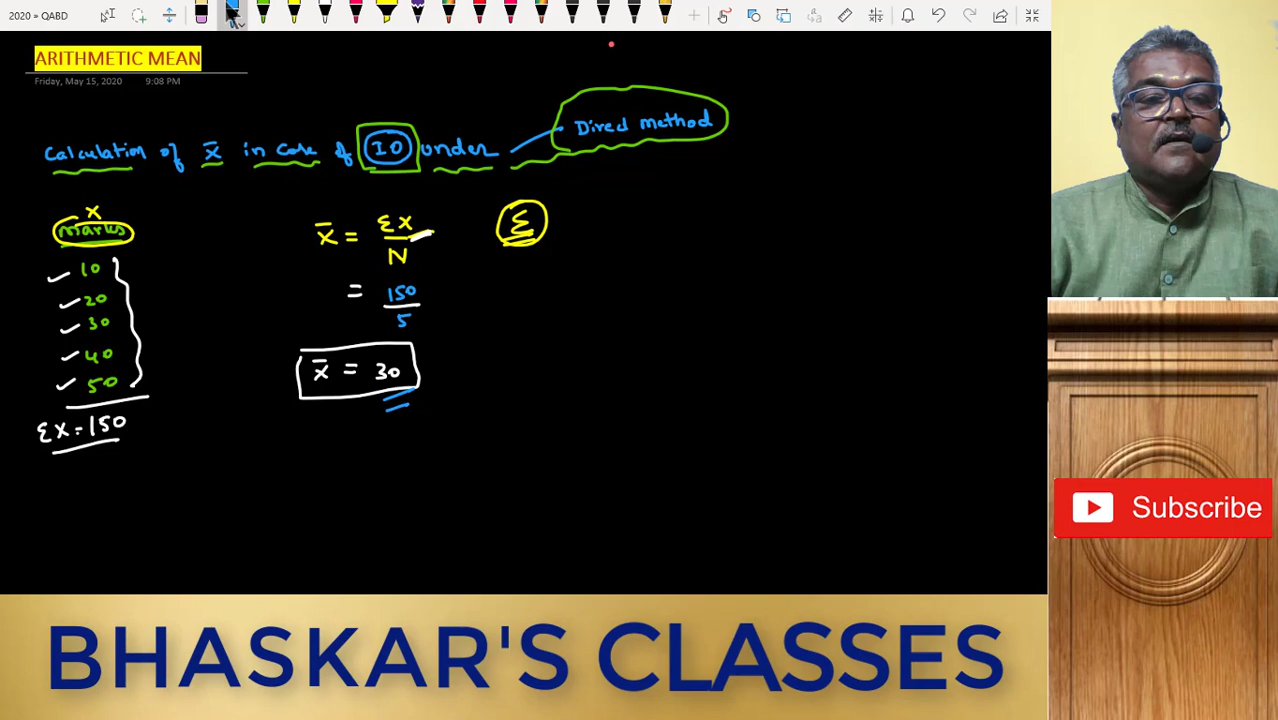 2020 » QABD
ARITHMETIC MEAN
Friday, May 15, 2020 9:08 PM
Calculation of x̄ in Case of IO under Direct method
X
marks
10
20
30
40
50
ΣX = 150
X̄ = ΣX / N
= 150 / 5
x̄ = 30
Σ
Subscribe
BHASKAR'S CLASSES